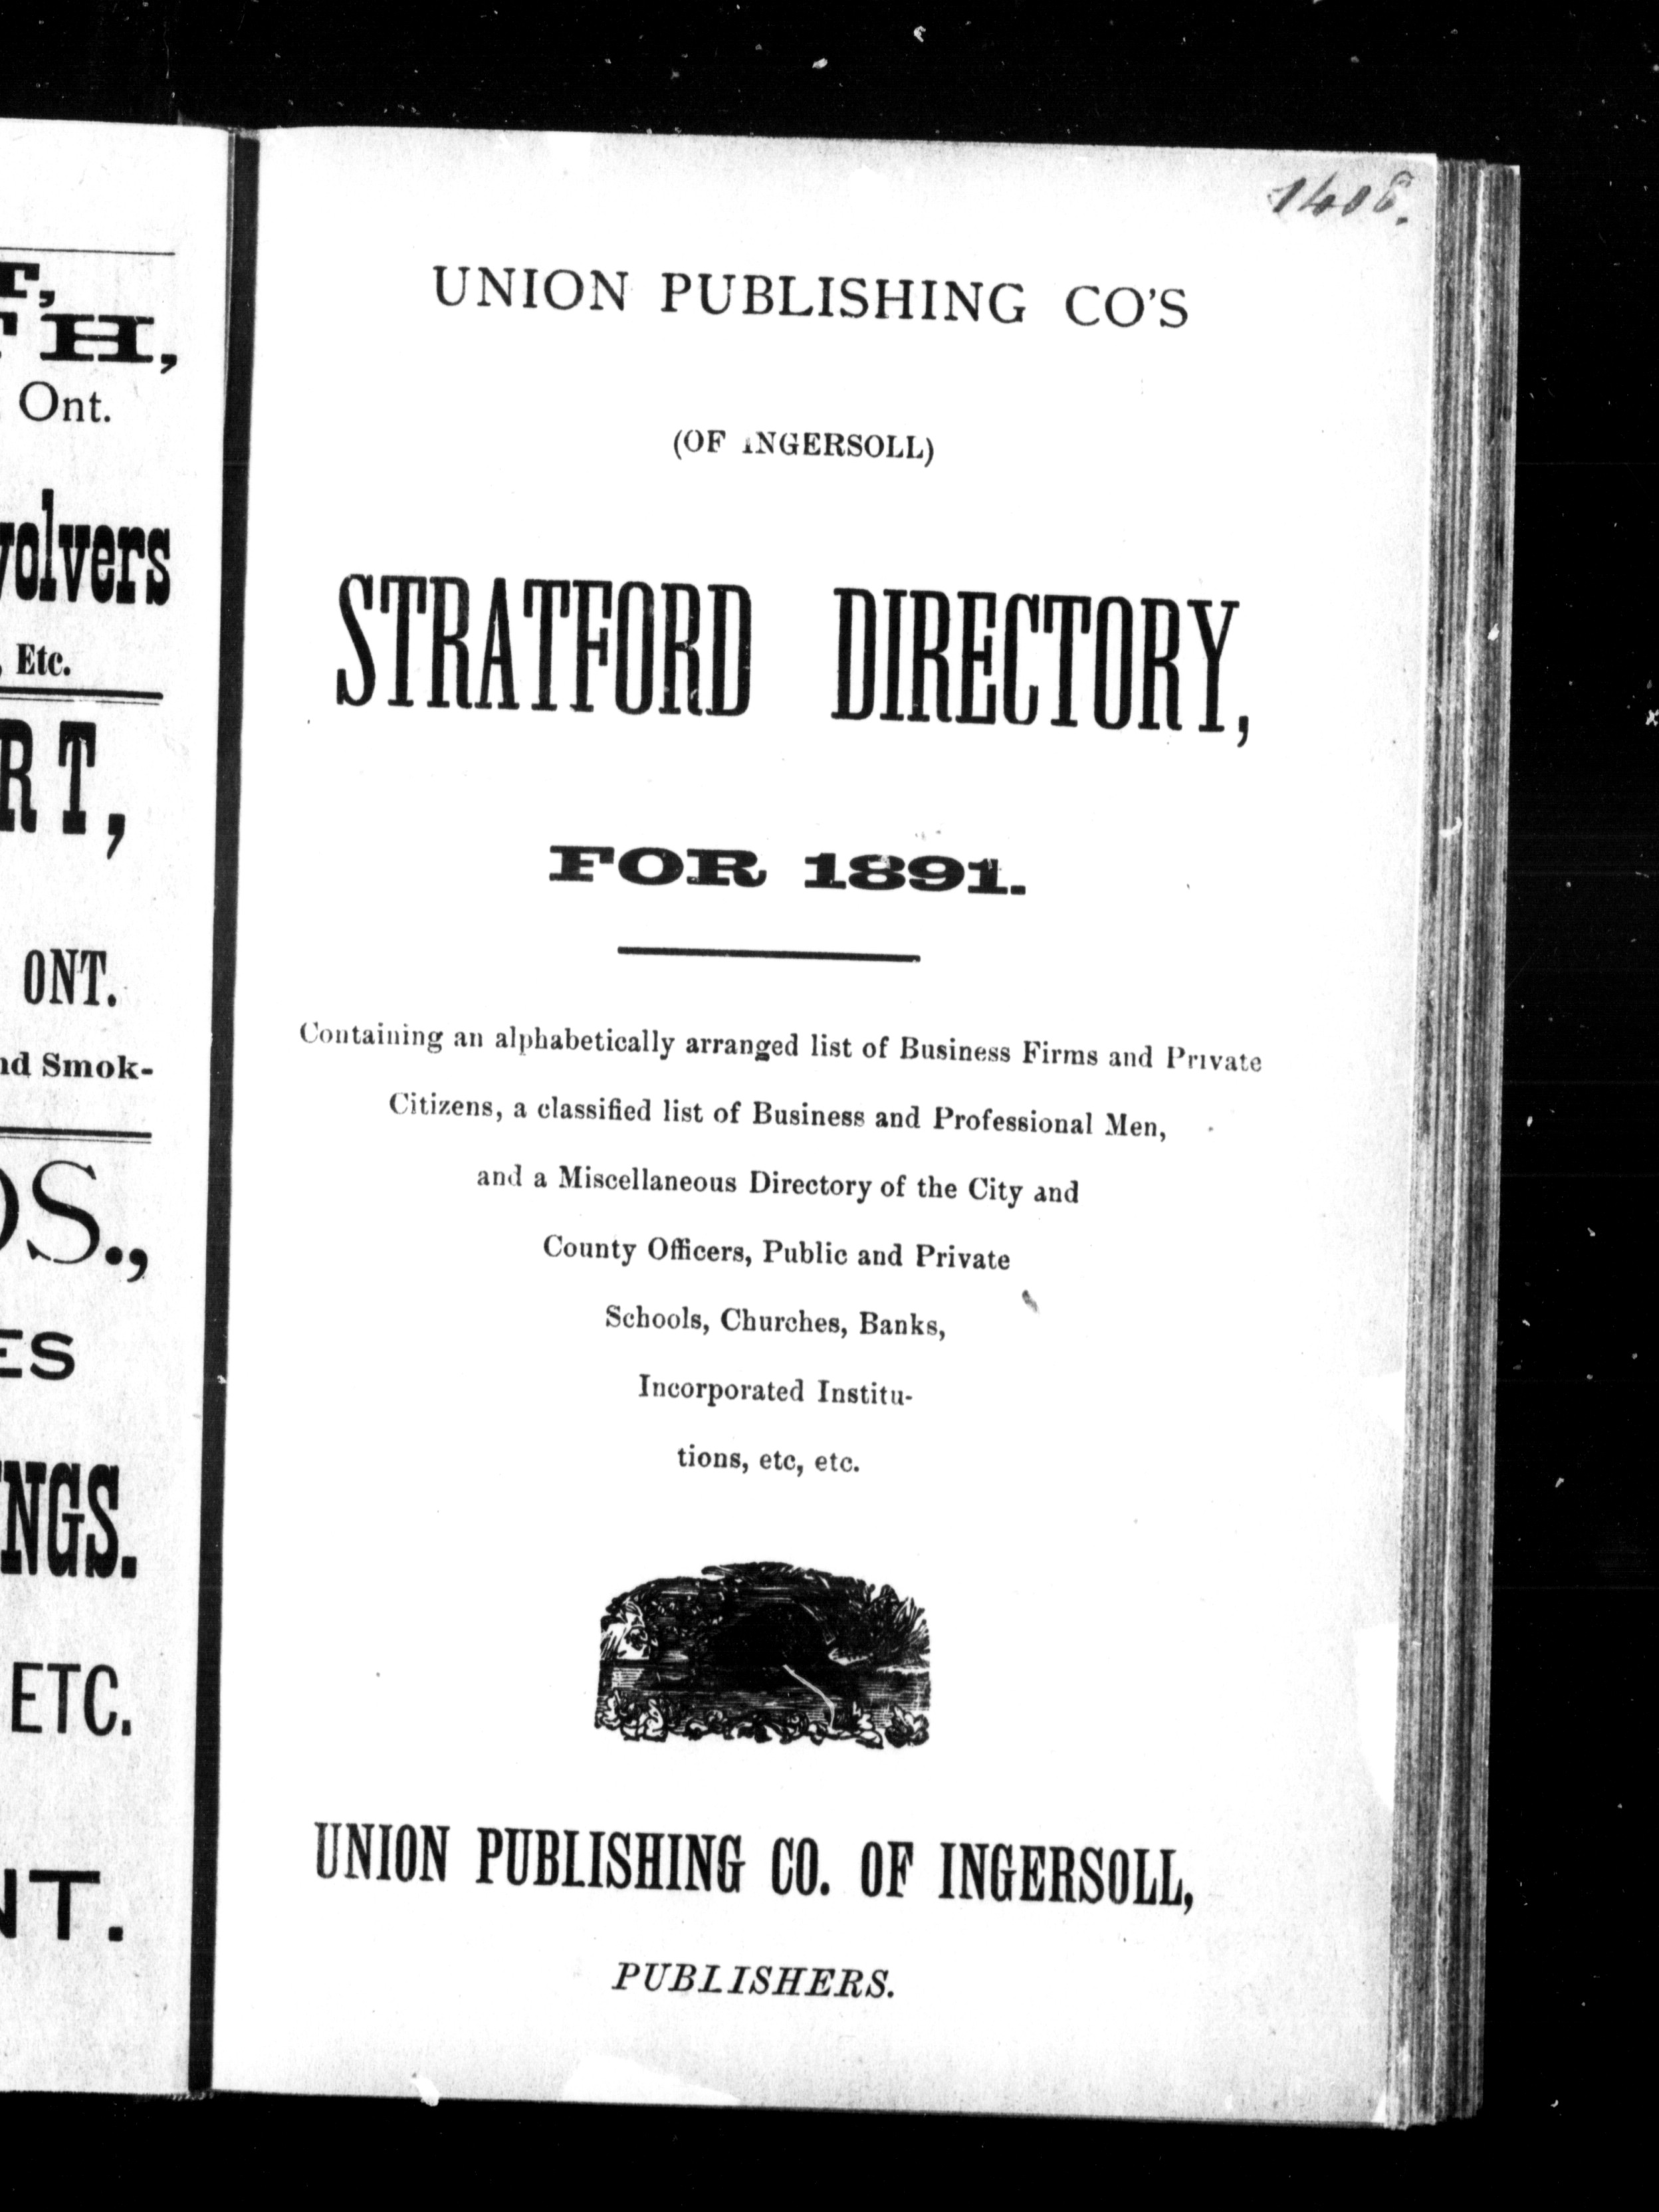 T,
TH,
Ont.
volvers
, Etc.
RT,
ONT.
nd Smok-
OS.,
ES
NGS.
ETC.
NT.
1408.
UNION PUBLISHING CO'S
(OF INGERSOLL)
STRATFORD DIRECTORY,
FOR 1891.
Containing an alphabetically arranged list of Business Firms and Private
Citizens, a classified list of Business and Professional Men,
and a Miscellaneous Directory of the City and
County Officers, Public and Private
Schools, Churches, Banks,
Incorporated Institu-
tions, etc, etc.
UNION PUBLISHING CO. OF INGERSOLL,
PUBLISHERS.